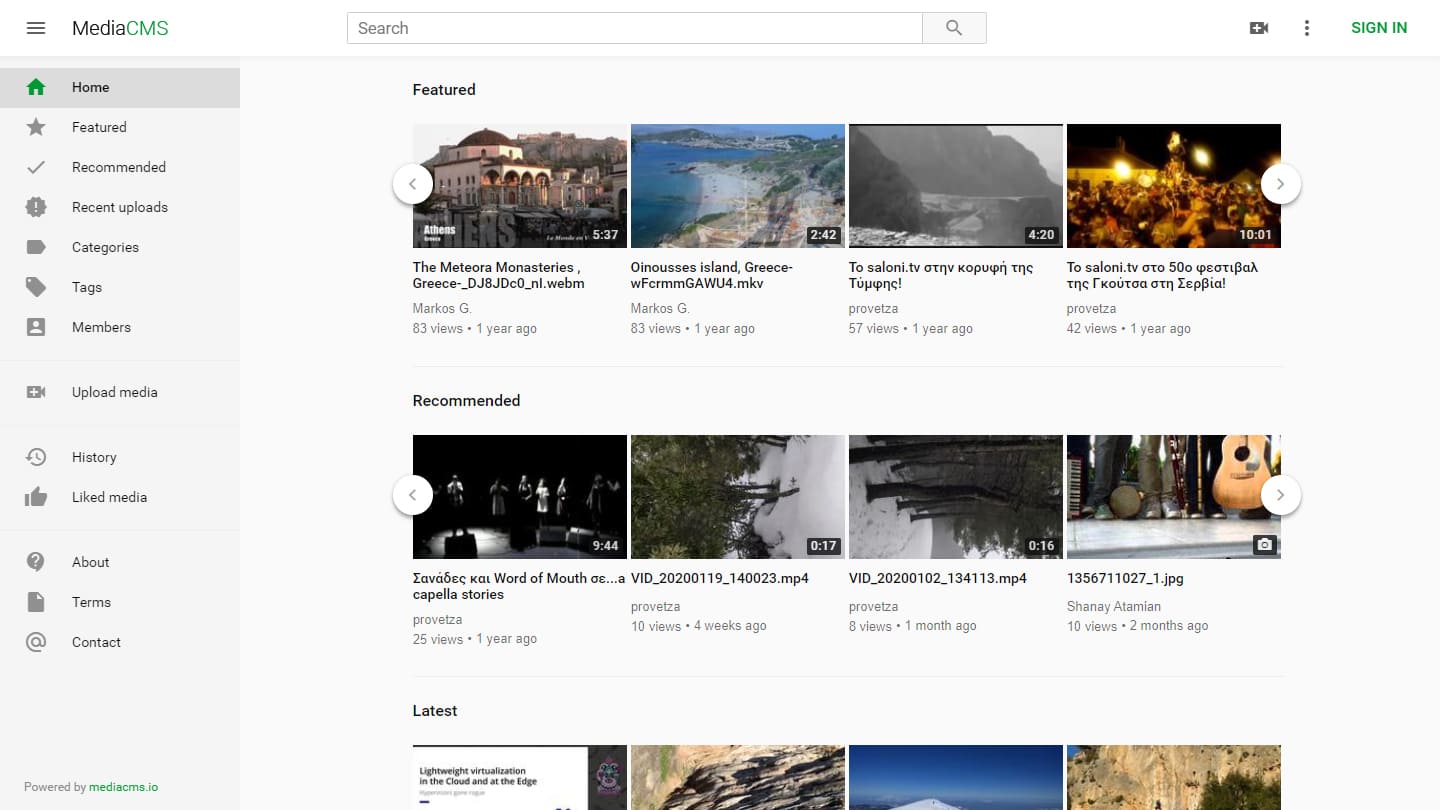 MediaCMS
Search
SIGN IN
Home
Featured
Recommended
Recent uploads
Categories
Tags
Members
Upload media
History
Liked media
About
Terms
Contact
Powered by mediacms.io
Featured
Athens
Greece
ATHENS
5:37
2:42
4:20
10:01
The Meteora Monasteries ,
Greece-_DJ8JDc0_nI.webm
Markos G.
83 views • 1 year ago
Oinousses island, Greece-
wFcrmmGAWU4.mkv
Markos G.
83 views • 1 year ago
Το saloni.tv στην κορυφή της
Τύμφης!
provetza
57 views • 1 year ago
Το saloni.tv στο 50ο φεστιβαλ
της Γκούτσα στη Σερβία!
provetza
42 views • 1 year ago
Recommended
9:44
0:17
0:16
Σανάδες και Word of Mouth σε...a
capella stories
provetza
25 views • 1 year ago
VID_20200119_140023.mp4
provetza
10 views • 4 weeks ago
VID_20200102_134113.mp4
provetza
8 views • 1 month ago
1356711027_1.jpg
Shanay Atamian
10 views • 2 months ago
Latest
Lightweight virtualization
in the Cloud and at the Edge
Hypervisors gone rogue